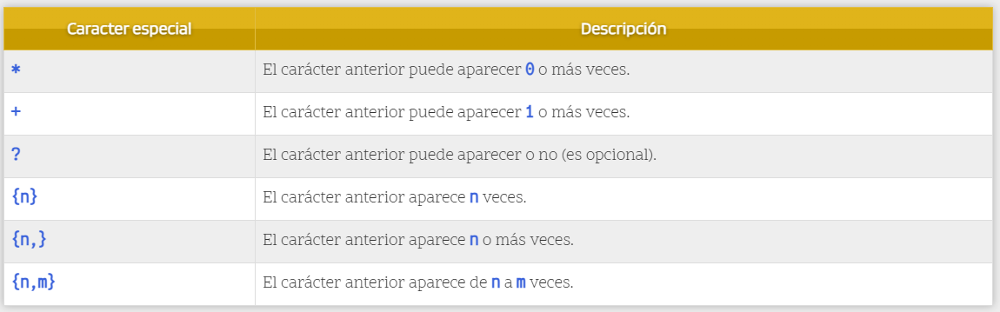 Caracter especial Descripción
* El carácter anterior puede aparecer 0 o más veces.
+ El carácter anterior puede aparecer 1 o más veces.
? El carácter anterior puede aparecer o no (es opcional).
{n} El carácter anterior aparece n veces.
{n,} El carácter anterior aparece n o más veces.
{n,m} El carácter anterior aparece de n a m veces.